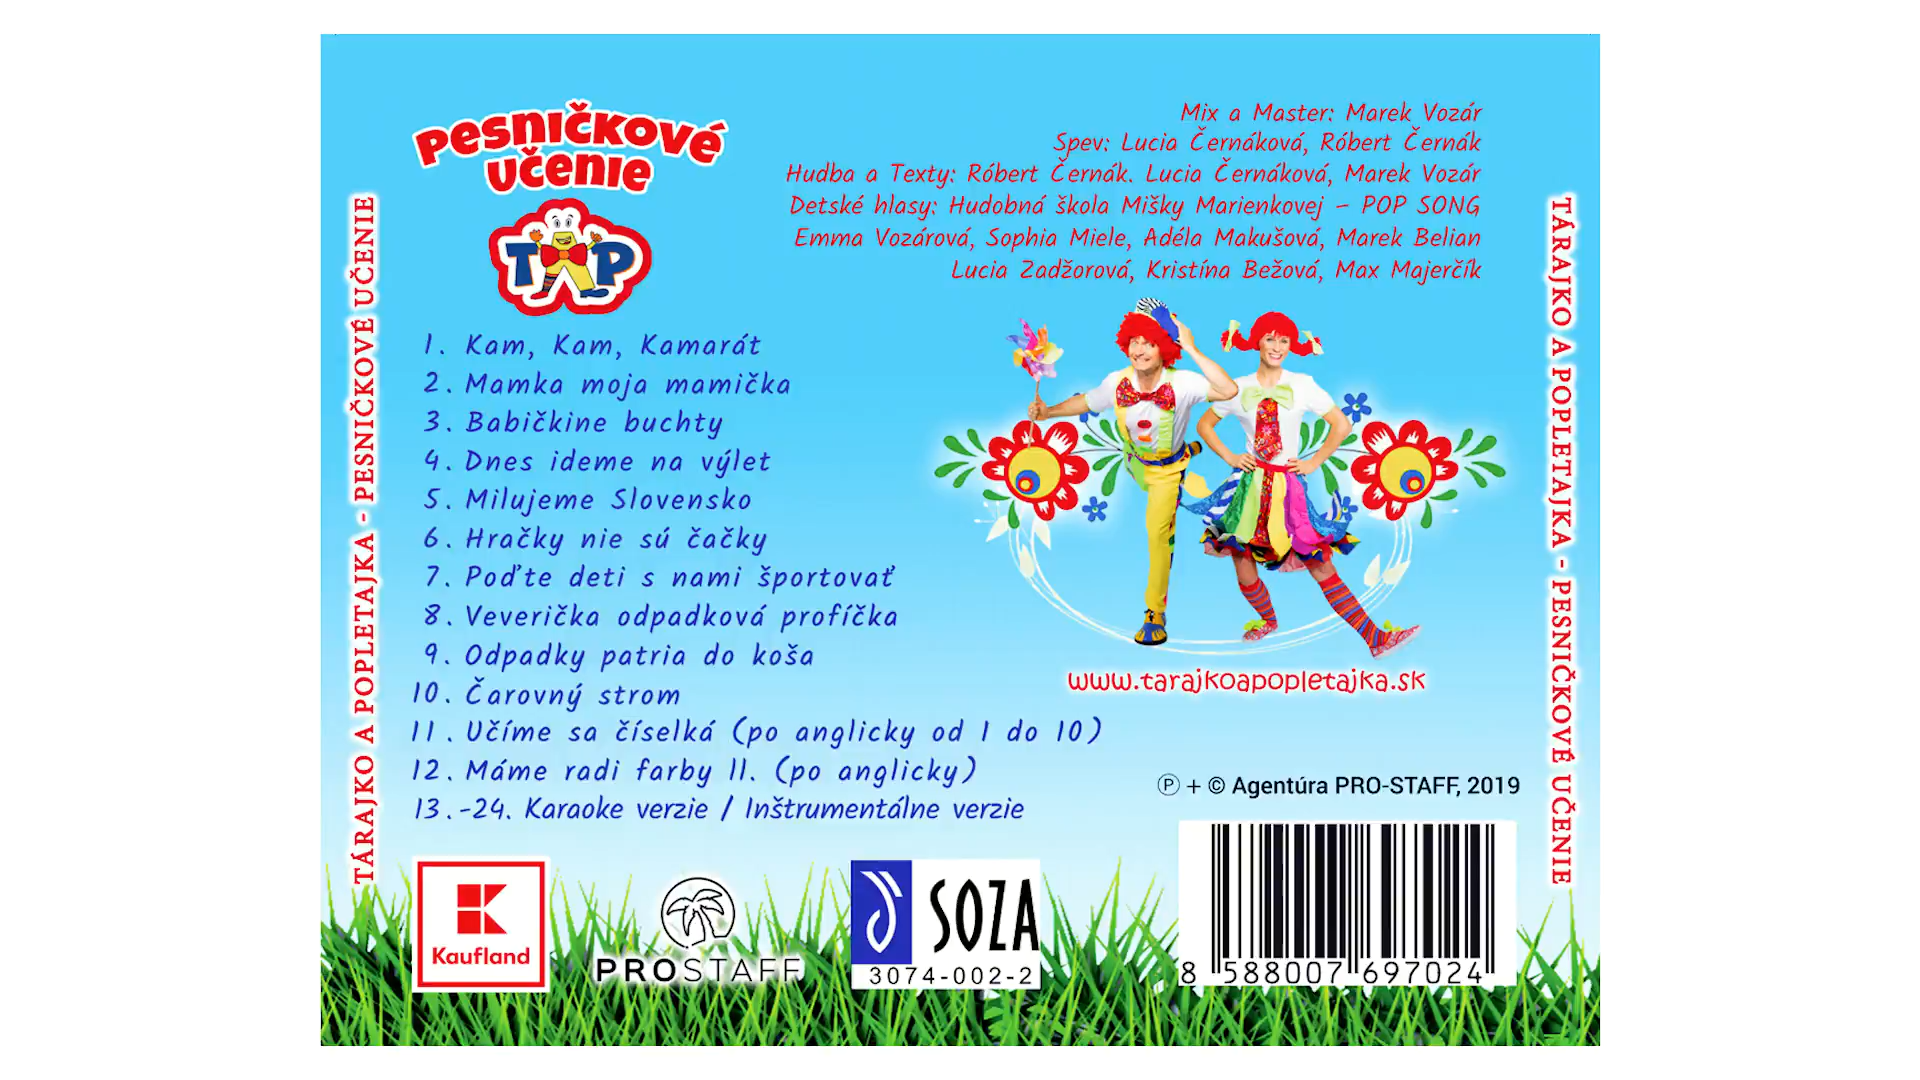 Pesničkové
učenie
TAP
Mix a Master: Marek Vozár
Spev: Lucia Černáková, Róbert Černák
Hudba a Texty: Róbert Černák. Lucia Černáková, Marek Vozár
Detské hlasy: Hudobná škola Mišky Marienkovej – POP SONG
Emma Vozárová, Sophia Miele, Adéla Makušová, Marek Belian
Lucia Zadžorová, Kristína Bežová, Max Majerčík
TÁRAJKO A POPLETAJKA - PESNIČKOVÉ UČENIE
1. Kam, Kam, Kamarát
2. Mamka moja mamička
3. Babičkine buchty
4. Dnes ideme na výlet
5. Milujeme Slovensko
6. Hračky nie sú čačky
7. Poďte deti s nami športovať
8. Veverička odpadková profíčka
9. Odpadky patria do koša
10. Čarovný strom
11. Učíme sa číselká (po anglicky od 1 do 10)
12. Máme radi farby II. (po anglicky)
13.-24. Karaoke verzie / Inštrumentálne verzie
www.tarajkoapopletajka.sk
TÁRAJKO A POPLETAJKA - PESNIČKOVÉ UČENIE
Ⓟ + © Agentúra PRO-STAFF, 2019
Kaufland
PROSTAFF
SOZA
3074-002-2
8 588007 697024